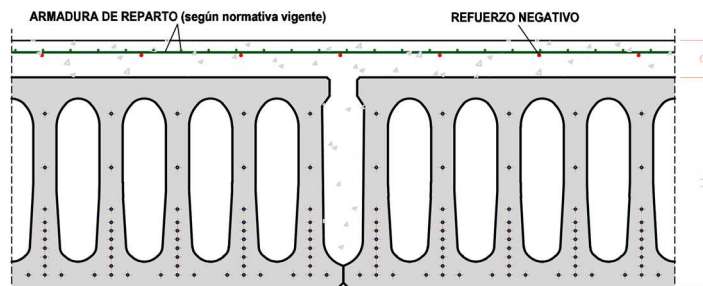 ARMADURA DE REPARTO (según normativa vigente)
REFUERZO NEGATIVO